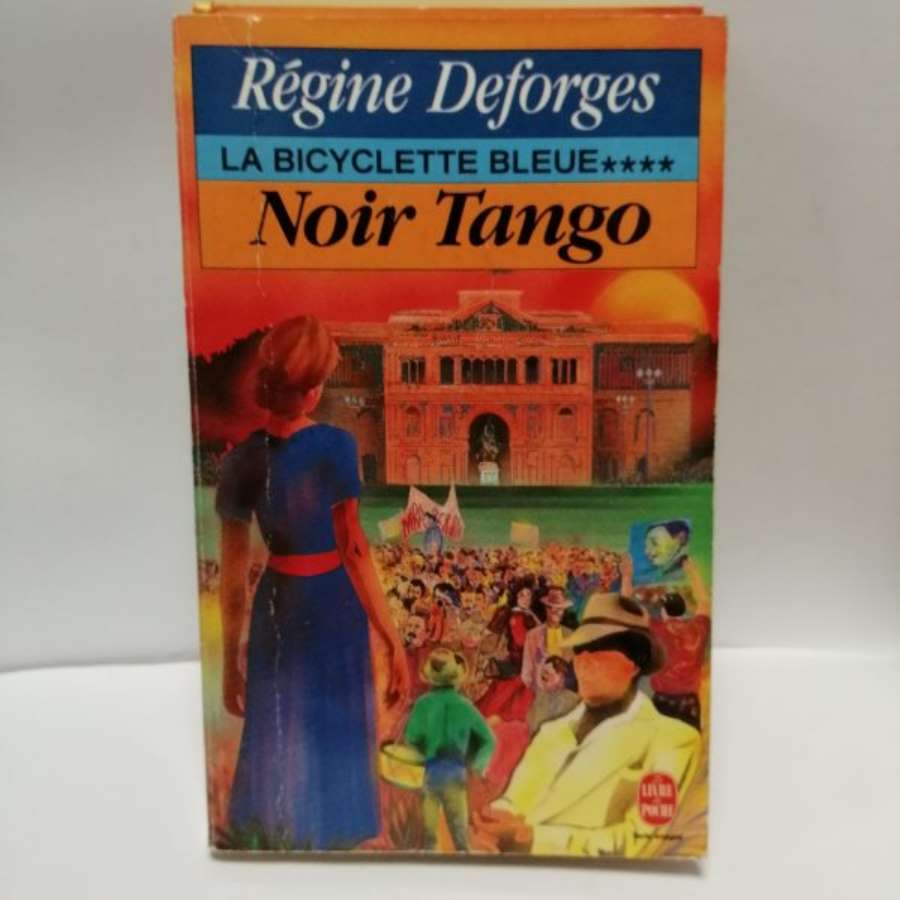 Régine Deforges
LA BICYCLETTE BLEUE★★★★
Noir Tango
LE LIVRE
DE POCHE